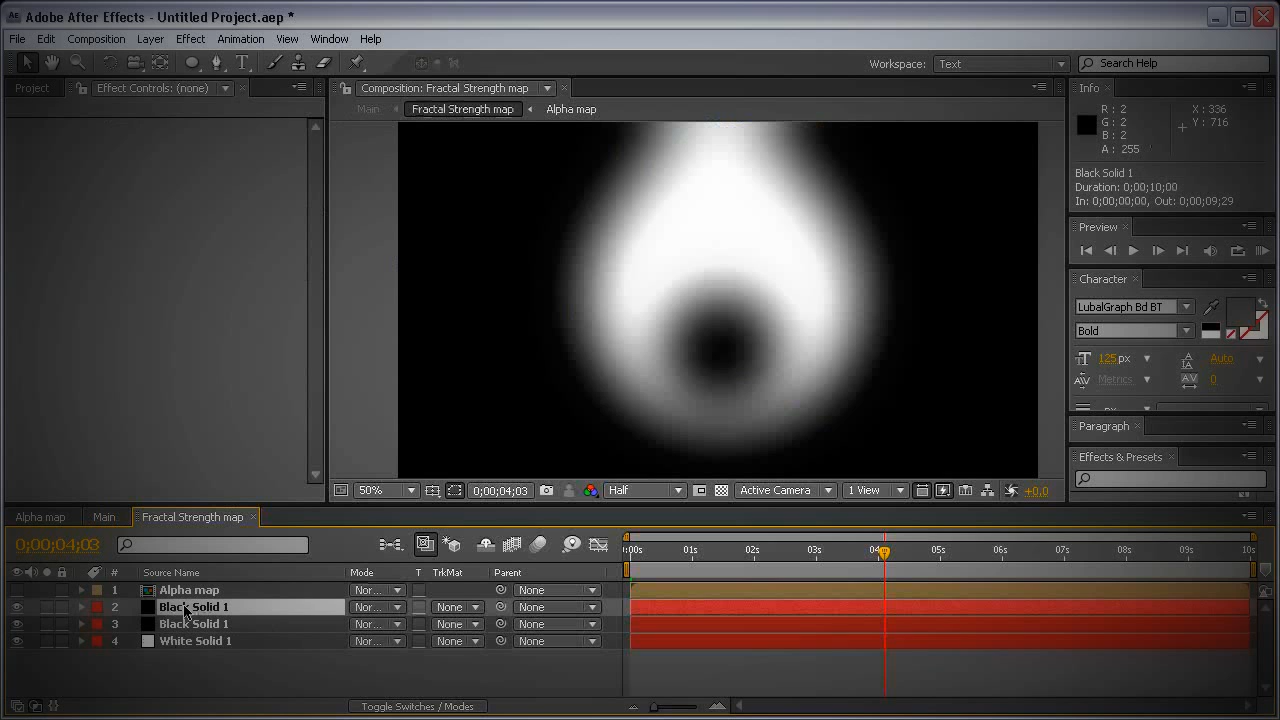 Adobe After Effects - Untitled Project.aep *
File Edit Composition Layer Effect Animation View Window Help
Workspace: Text Search Help
Project Effect Controls: (none) Composition: Fractal Strength map Info
Main Fractal Strength map Alpha map
R : 2 X : 336
G : 2 Y : 716
B : 2
A : 255
Black Solid 1
Duration: 0;00;10;00
In: 0;00;00;00, Out: 0;00;09;29
Preview
Character
LubalGraph Bd BT
Bold
125 px Auto
Metrics 0
px
Paragraph
Effects & Presets
50% 0;00;04;03 Half Active Camera 1 View +0.0
Alpha map Main Fractal Strength map
0;00;04;03 0:00s 01s 02s 03s 04s 05s 06s 07s 08s 09s 10s
# Source Name Mode T TrkMat Parent
1 Alpha map Nor... None
2 Black Solid 1 Nor... None None
3 Black Solid 1 Nor... None None
4 White Solid 1 Nor... None None
Toggle Switches / Modes